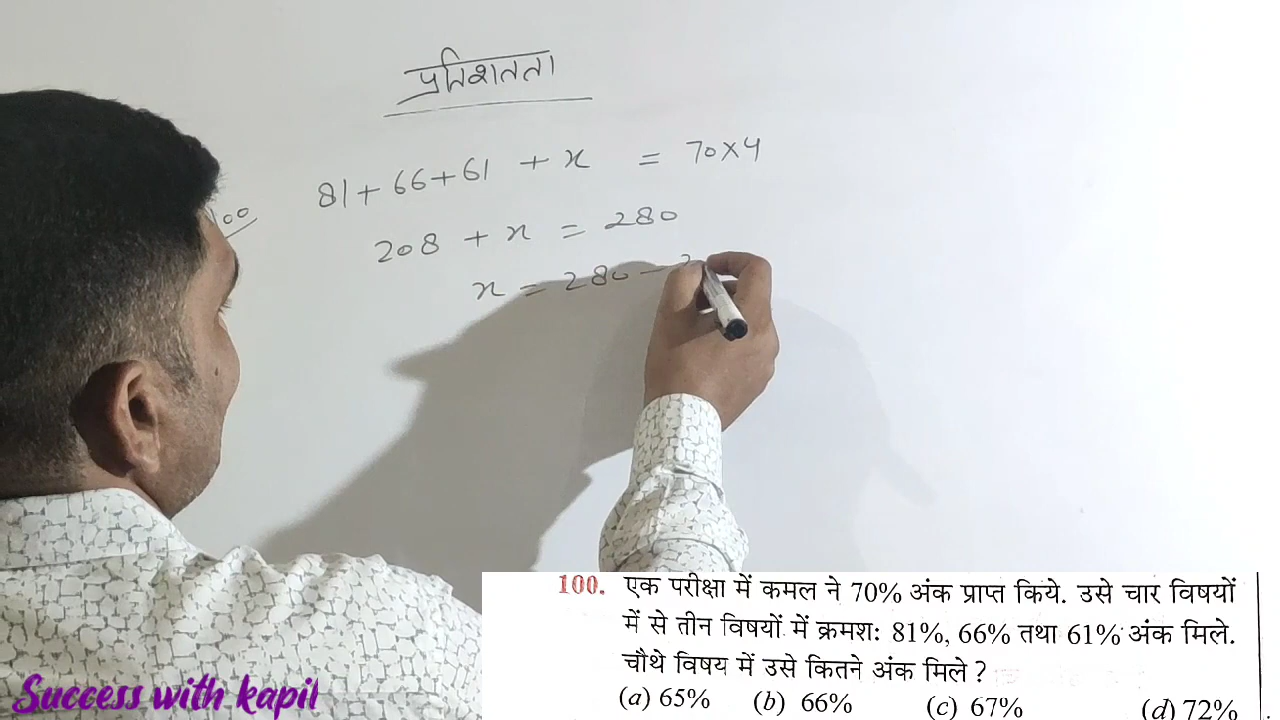 प्रतिशतता
81 + 66 + 61 + x = 70 x 4
00
208 + x = 280
x = 280 -
100. एक परीक्षा में कमल ने 70% अंक प्राप्त किये. उसे चार विषयों
में से तीन विषयों में क्रमशः 81%, 66% तथा 61% अंक मिले.
चौथे विषय में उसे कितने अंक मिले ?
(a) 65% (b) 66% (c) 67% (d) 72%
Success with kapil